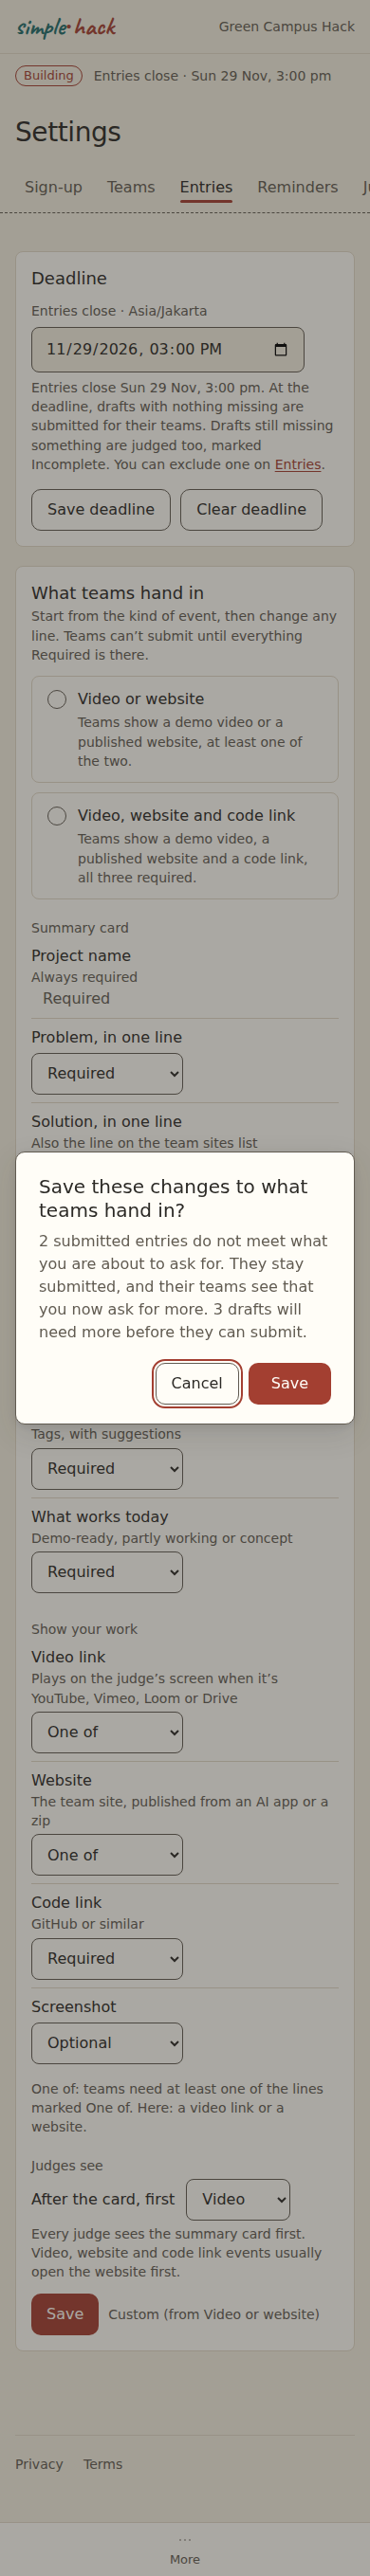 simple hack
Green Campus Hack
Building
Entries close · Sun 29 Nov, 3:00 pm
Settings
Sign-up
Teams
Entries
Reminders
Deadline
Entries close · Asia/Jakarta
11/29/2026, 03:00 PM
Entries close Sun 29 Nov, 3:00 pm. At the
deadline, drafts with nothing missing are
submitted for their teams. Drafts still missing
something are judged too, marked
Incomplete. You can exclude one on Entries.
Save deadline
Clear deadline
What teams hand in
Start from the kind of event, then change any
line. Teams can’t submit until everything
Required is there.
Video or website
Teams show a demo video or a
published website, at least one of
the two.
Video, website and code link
Teams show a demo video, a
published website and a code link,
all three required.
Summary card
Project name
Always required
Required
Problem, in one line
Required
Solution, in one line
Also the line on the team sites list
Save these changes to what
teams hand in?
2 submitted entries do not meet what
you are about to ask for. They stay
submitted, and their teams see that
you now ask for more. 3 drafts will
need more before they can submit.
Cancel
Save
Tags, with suggestions
Required
What works today
Demo-ready, partly working or concept
Required
Show your work
Video link
Plays on the judge’s screen when it’s
YouTube, Vimeo, Loom or Drive
One of
Website
The team site, published from an AI app or a
zip
One of
Code link
GitHub or similar
Required
Screenshot
Optional
One of: teams need at least one of the lines
marked One of. Here: a video link or a
website.
Judges see
After the card, first
Video
Every judge sees the summary card first.
Video, website and code link events usually
open the website first.
Save
Custom (from Video or website)
Privacy
Terms
...
More